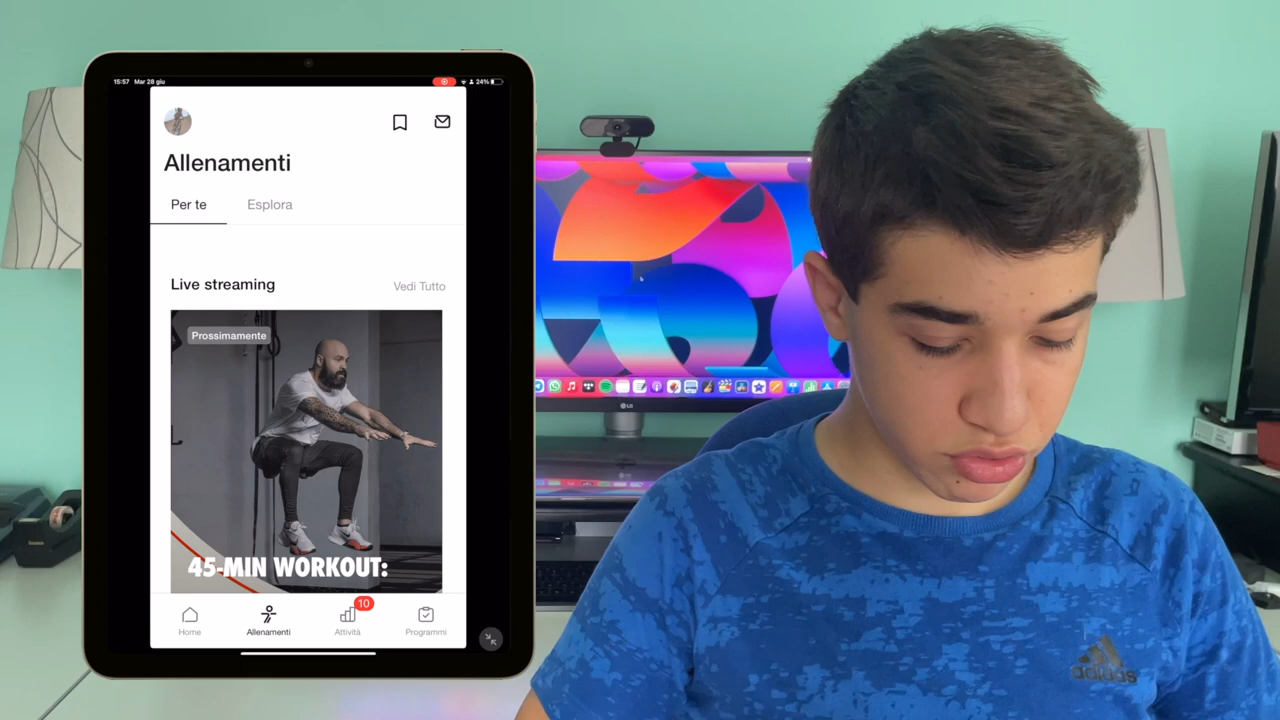 15:57 Mar 28 giu
24%
Allenamenti
Per te
Esplora
Live streaming
Vedi Tutto
Prossimamente
45-MIN WORKOUT:
Home
Allenamenti
10
Attività
Programmi
LG
adidas